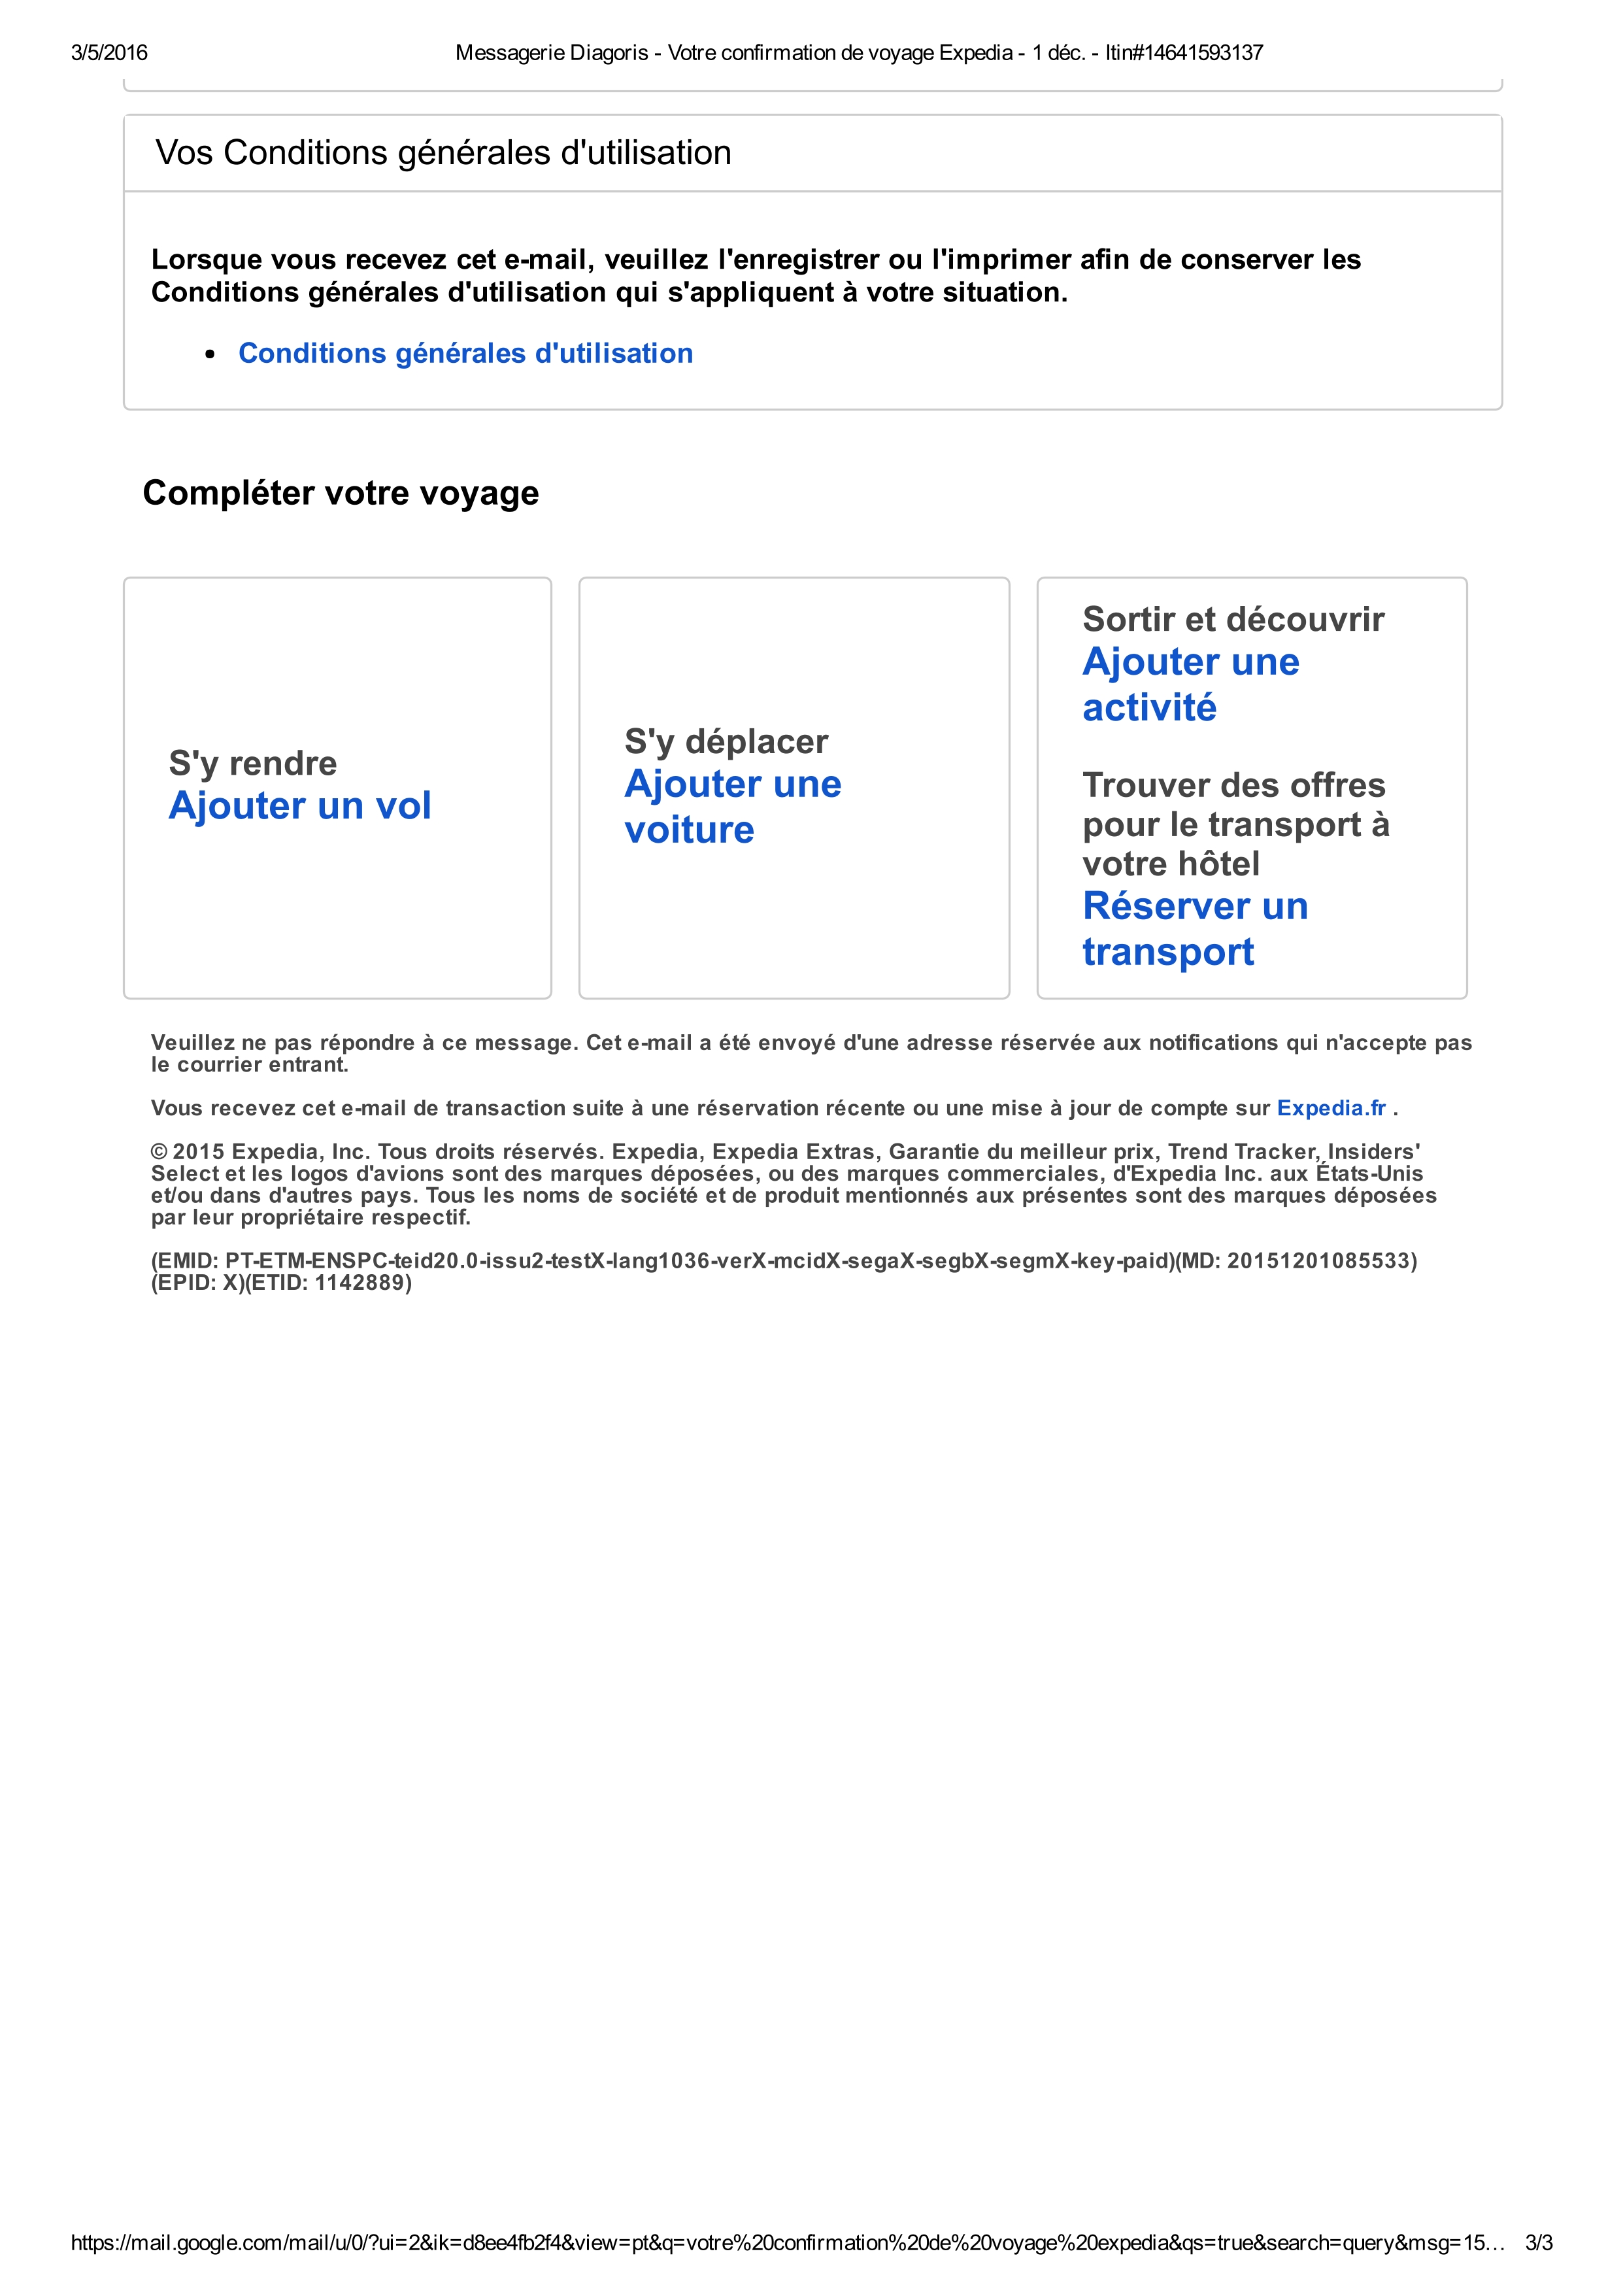 3/5/2016 Messagerie Diagoris - Votre confirmation de voyage Expedia - 1 déc. - Itin#14641593137
Vos Conditions générales d'utilisation
Lorsque vous recevez cet e-mail, veuillez l'enregistrer ou l'imprimer afin de conserver les
Conditions générales d'utilisation qui s'appliquent à votre situation.
• Conditions générales d'utilisation
Compléter votre voyage
S'y rendre
Ajouter un vol
S'y déplacer
Ajouter une
voiture
Sortir et découvrir
Ajouter une
activité
Trouver des offres
pour le transport à
votre hôtel
Réserver un
transport
Veuillez ne pas répondre à ce message. Cet e-mail a été envoyé d'une adresse réservée aux notifications qui n'accepte pas
le courrier entrant.
Vous recevez cet e-mail de transaction suite à une réservation récente ou une mise à jour de compte sur Expedia.fr .
© 2015 Expedia, Inc. Tous droits réservés. Expedia, Expedia Extras, Garantie du meilleur prix, Trend Tracker, Insiders'
Select et les logos d'avions sont des marques déposées, ou des marques commerciales, d'Expedia Inc. aux États-Unis
et/ou dans d'autres pays. Tous les noms de société et de produit mentionnés aux présentes sont des marques déposées
par leur propriétaire respectif.
(EMID: PT-ETM-ENSPC-teid20.0-issu2-testX-lang1036-verX-mcidX-segaX-segbX-segmX-key-paid)(MD: 20151201085533)
(EPID: X)(ETID: 1142889)
https://mail.google.com/mail/u/0/?ui=2&ik=d8ee4fb2f4&view=pt&q=votre%20confirmation%20de%20voyage%20expedia&qs=true&search=query&msg=15… 3/3